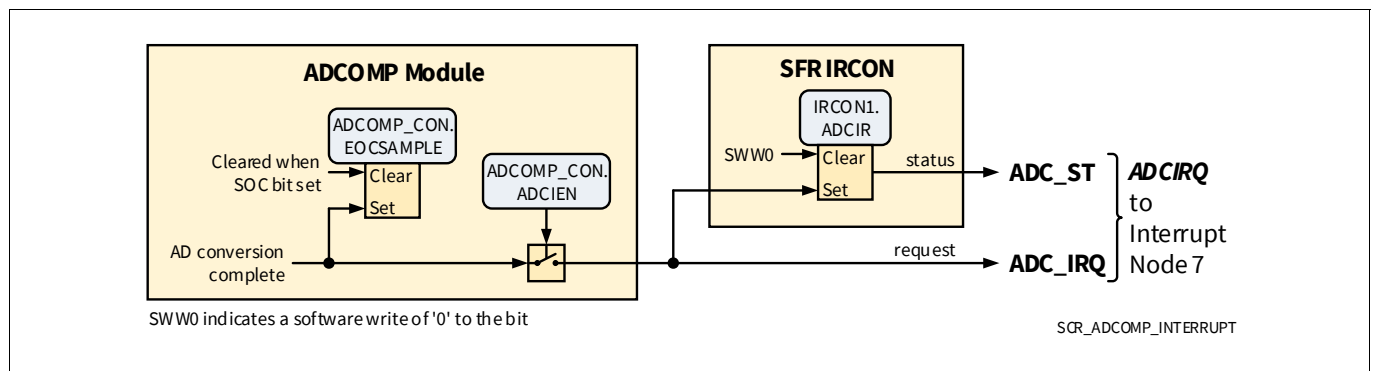 ADCOMP Module
ADCOMP_CON.
EOCSAMPLE
Cleared when
SOC bit set
Clear
Set
ADCOMP_CON.
ADCIEN
AD conversion
complete
SFR IRCON
IRCON1.
ADCIR
SWW0
Clear
Set
status
request
ADC_ST
ADC_IRQ
ADCIRQ
to
Interrupt
Node 7
SWW0 indicates a software write of '0' to the bit
SCR_ADCOMP_INTERRUPT